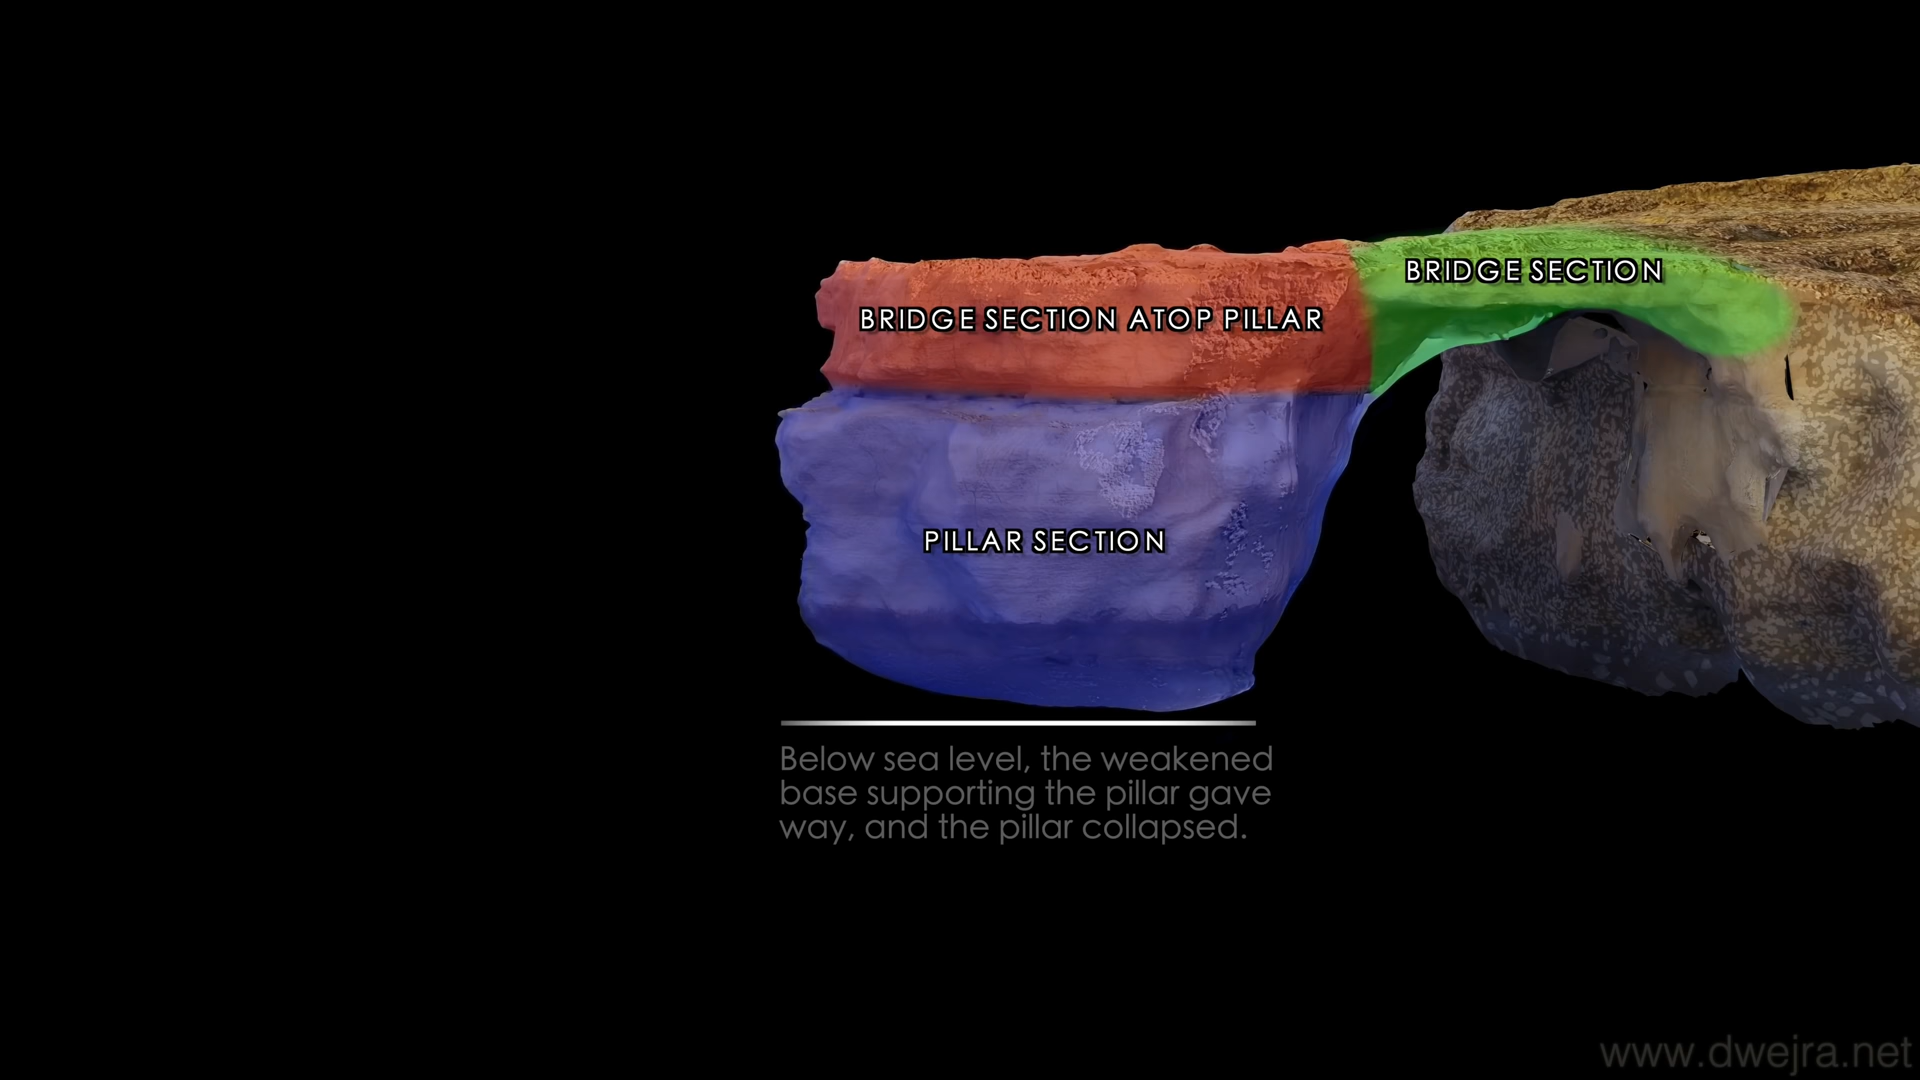 BRIDGE SECTION
BRIDGE SECTION ATOP PILLAR
PILLAR SECTION
Below sea level, the weakened
base supporting the pillar gave
way, and the pillar collapsed.
www.dwejra.net